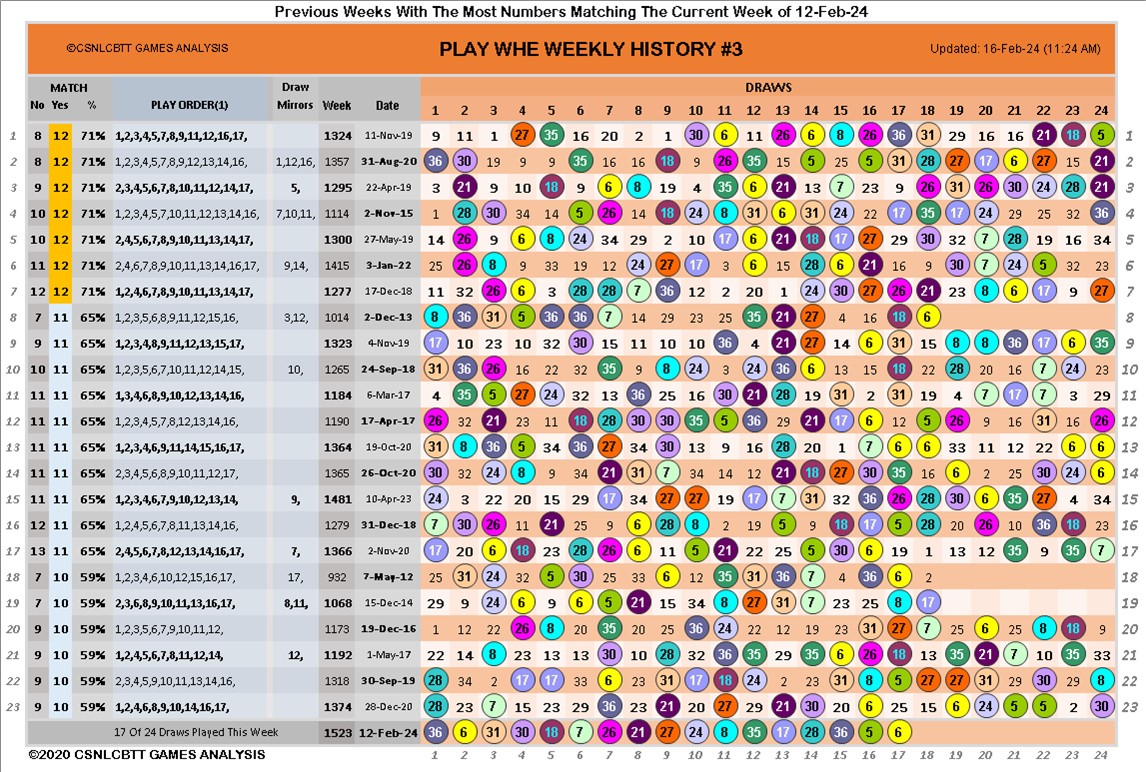 Previous Weeks With The Most Numbers Matching The Current Week of 12-Feb-24
©CSNLCBTT GAMES ANALYSIS PLAY WHE WEEKLY HISTORY #3 Updated: 16-Feb-24 (11:24 AM)
MATCH Draw DRAWS
No Yes % PLAY ORDER(1) Mirrors Week Date 1 2 3 4 5 6 7 8 9 10 11 12 13 14 15 16 17 18 19 20 21 22 23 24
1 8 12 71% 1,2,3,4,5,7,8,9,11,12,16,17, 1324 11-Nov-19 9 11 1 27 35 16 20 2 1 30 6 11 26 6 8 26 36 31 29 16 16 21 18 5 1
2 8 12 71% 1,2,3,4,5,7,8,9,12,13,14,16, 1,12,16, 1357 31-Aug-20 36 30 19 9 9 35 16 16 18 9 26 35 15 5 25 5 31 28 27 17 6 27 15 21 2
3 9 12 71% 2,3,4,5,6,7,8,10,11,12,14,17, 5, 1295 22-Apr-19 3 21 9 10 18 9 6 8 19 4 35 6 21 13 7 23 9 26 31 26 30 24 28 21 3
4 10 12 71% 1,2,3,4,5,7,10,11,12,13,14,16, 7,10,11, 1114 2-Nov-15 1 28 30 34 14 5 26 14 18 24 8 31 6 31 24 22 17 35 17 24 29 25 32 36 4
5 10 12 71% 2,4,5,6,7,8,9,10,11,13,14,17, 1300 27-May-19 14 26 9 6 8 24 34 29 2 10 17 6 21 18 17 27 29 30 32 7 28 19 16 34 5
6 11 12 71% 2,4,6,7,8,9,10,11,13,14,16,17, 9,14, 1415 3-Jan-22 25 26 8 9 33 19 12 24 27 17 3 6 15 28 6 21 16 9 30 7 24 5 32 23 6
7 12 12 71% 1,2,4,6,7,8,9,10,11,13,14,17, 1277 17-Dec-18 11 32 26 6 3 28 28 7 36 12 2 20 1 24 30 27 26 21 23 8 6 17 9 27 7
8 7 11 65% 1,2,3,5,6,8,9,11,12,15,16, 3,12, 1014 2-Dec-13 8 36 31 5 36 36 7 14 29 23 25 35 21 27 4 16 18 6 8
9 9 11 65% 1,2,3,4,8,9,11,12,13,15,17, 1323 4-Nov-19 17 10 23 10 32 30 15 11 10 10 36 4 21 27 14 6 31 15 8 8 36 17 6 35 9
10 10 11 65% 1,2,3,5,6,7,10,11,12,14,15, 10, 1265 24-Sep-18 31 36 26 16 22 32 35 9 8 24 3 24 36 6 13 15 18 22 28 20 16 7 24 23 10
11 11 11 65% 1,3,4,6,8,9,10,12,13,14,16, 1184 6-Mar-17 4 35 5 27 24 32 13 36 25 16 30 21 28 19 31 2 31 19 4 7 17 7 3 29 11
12 11 11 65% 1,2,3,5,6,7,8,12,13,14,16, 1190 17-Apr-17 26 32 21 23 11 18 28 30 30 35 5 36 14 21 17 6 12 5 26 9 16 31 16 26 12
13 11 11 65% 1,2,3,4,6,9,11,14,15,16,17, 1364 19-Oct-20 31 8 36 5 34 36 27 34 30 13 9 16 28 20 1 7 6 6 33 11 12 22 6 6 13
14 11 11 65% 2,3,4,5,6,8,9,10,11,12,17, 1365 26-Oct-20 30 32 24 8 9 34 21 31 7 34 14 12 21 18 27 30 35 16 6 2 25 30 24 6 14
15 11 11 65% 1,2,3,4,6,7,9,10,12,13,14, 9, 1481 10-Apr-23 24 3 22 20 15 29 17 34 27 27 19 17 7 31 32 36 26 28 30 6 35 27 4 34 15
16 12 11 65% 1,2,4,5,6,7,8,11,13,14,16, 1279 31-Dec-18 7 30 26 11 21 25 9 6 28 8 2 19 5 9 18 17 5 28 20 26 10 36 18 23 16
17 13 11 65% 2,4,5,6,7,8,12,13,14,16,17, 7, 1366 2-Nov-20 17 20 6 18 23 28 26 6 11 5 21 22 25 5 30 6 19 1 13 12 35 9 35 7 17
18 7 10 59% 1,2,3,4,6,10,12,15,16,17, 17, 932 7-May-12 25 31 24 32 5 30 25 33 6 12 35 31 36 7 4 36 6 2 18
19 7 10 59% 2,3,6,8,9,10,11,13,16,17, 8,11, 1068 15-Dec-14 29 9 24 6 9 6 5 21 15 34 8 27 31 7 23 25 8 17 19
20 9 10 59% 1,2,3,5,6,7,9,10,11,12, 1173 19-Dec-16 1 12 22 26 8 20 35 20 25 36 24 22 12 19 23 31 27 7 25 6 25 8 18 9 20
21 9 10 59% 1,2,4,5,6,7,8,11,12,14, 12, 1192 1-May-17 22 14 8 23 13 13 30 10 28 32 36 35 29 35 6 26 18 13 35 21 7 10 35 33 21
22 9 10 59% 2,3,4,5,9,10,11,13,14,16, 1318 30-Sep-19 28 34 2 17 17 33 6 23 31 17 18 24 2 23 31 8 5 27 27 31 29 30 29 8 22
23 9 10 59% 1,2,4,6,8,9,10,14,16,17, 1374 28-Dec-20 28 23 7 15 23 29 36 23 21 9 27 29 21 30 20 6 25 15 6 24 5 5 2 30 23
17 Of 24 Draws Played This Week 1523 12-Feb-24 36 6 31 30 18 7 26 21 27 24 8 35 17 28 36 5 6
©2020 CSNLCBTT GAMES ANALYSIS 1 2 3 4 5 6 7 8 9 10 11 12 13 14 15 16 17 18 19 20 21 22 23 24